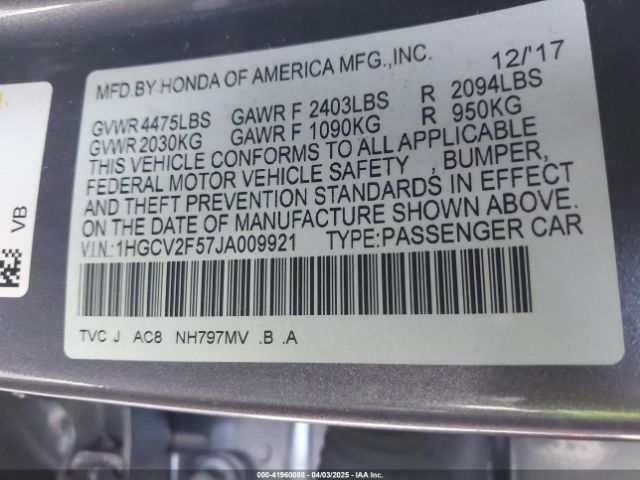 MFD.BY HONDA OF AMERICA MFG.,INC. 12/'17
GVWR 4475LBS GAWR F 2403LBS R 2094LBS
GVWR 2030KG GAWR F 1090KG R 950KG
THIS VEHICLE CONFORMS TO ALL APPLICABLE
FEDERAL MOTOR VEHICLE SAFETY , BUMPER,
AND THEFT PREVENTION STANDARDS IN EFFECT
ON THE DATE OF MANUFACTURE SHOWN ABOVE.
V.I.N.:1HGCV2F57JA009921 TYPE:PASSENGER CAR
TVC J AC8 NH797MV .B .A
VB
000-41960088 - 04/03/2025 - IAA Inc.